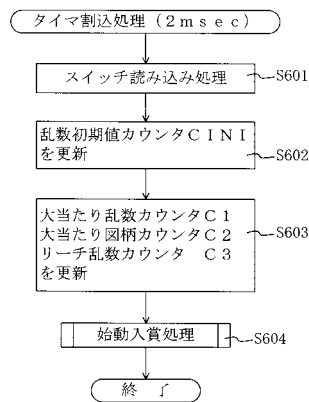 タイマ割込処理（２ｍｓｅｃ）
スイッチ読み込み処理
S601
乱数初期値カウンタＣＩＮＩ
を更新
S602
大当たり乱数カウンタＣ１
大当たり図柄カウンタＣ２
リーチ乱数カウンタ　Ｃ３
を更新
S603
始動入賞処理
S604
終　了